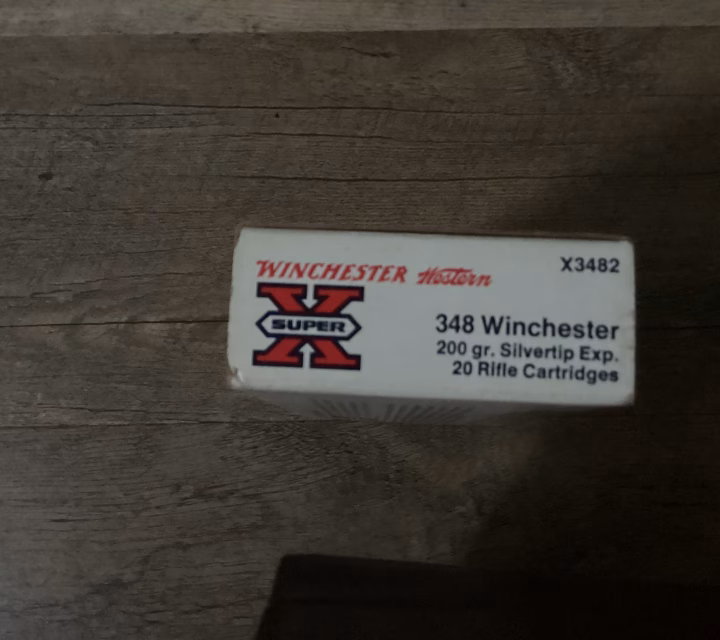 WINCHESTER Western
X3482
SUPER X
348 Winchester
200 gr. Silvertip Exp.
20 Rifle Cartridges